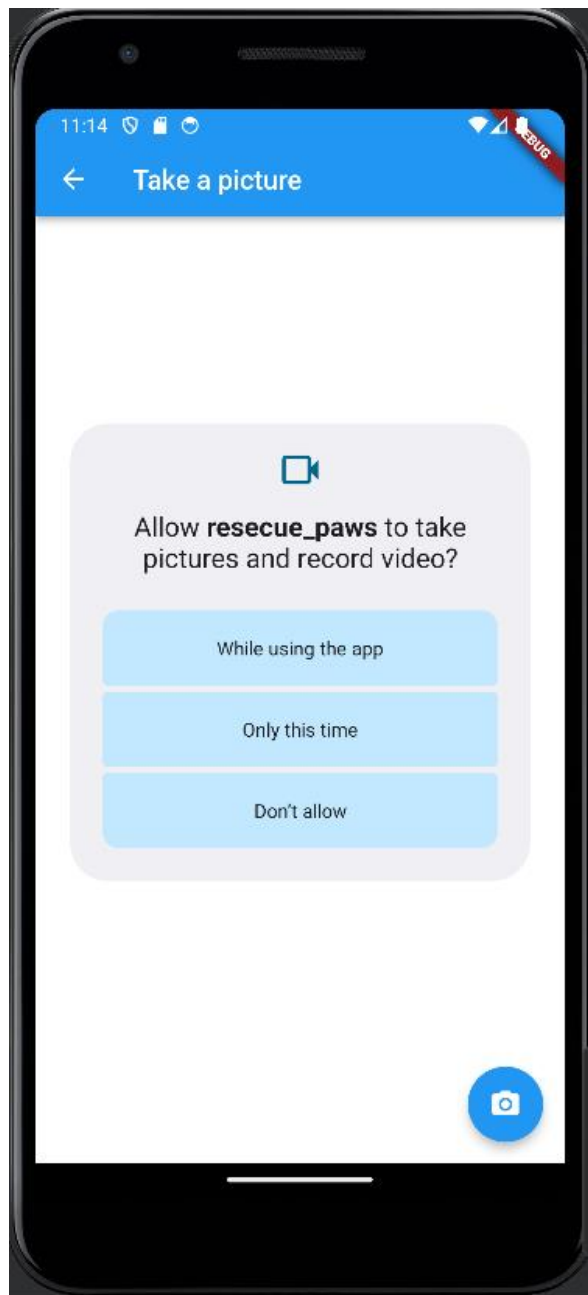 11:14
DEBUG
Take a picture
Allow resecue_paws to take
pictures and record video?
While using the app
Only this time
Don't allow